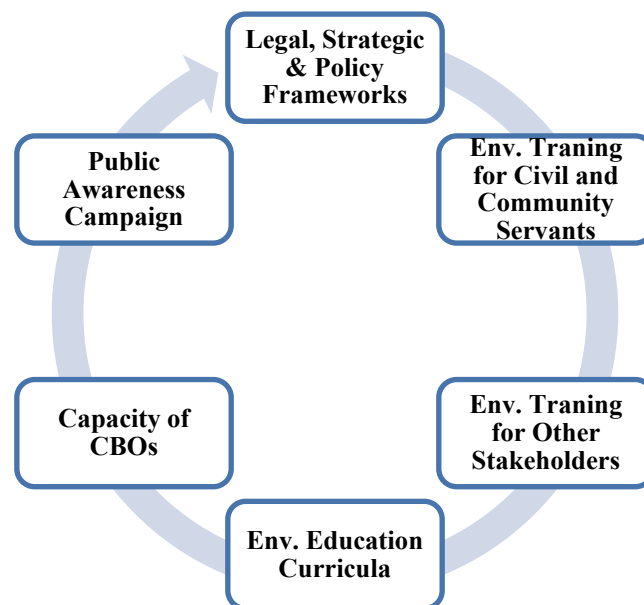 Legal, Strategic
& Policy
Frameworks
Env. Traning
for Civil and
Community
Servants
Env. Traning
for Other
Stakeholders
Env. Education
Curricula
Capacity of
CBOs
Public
Awareness
Campaign